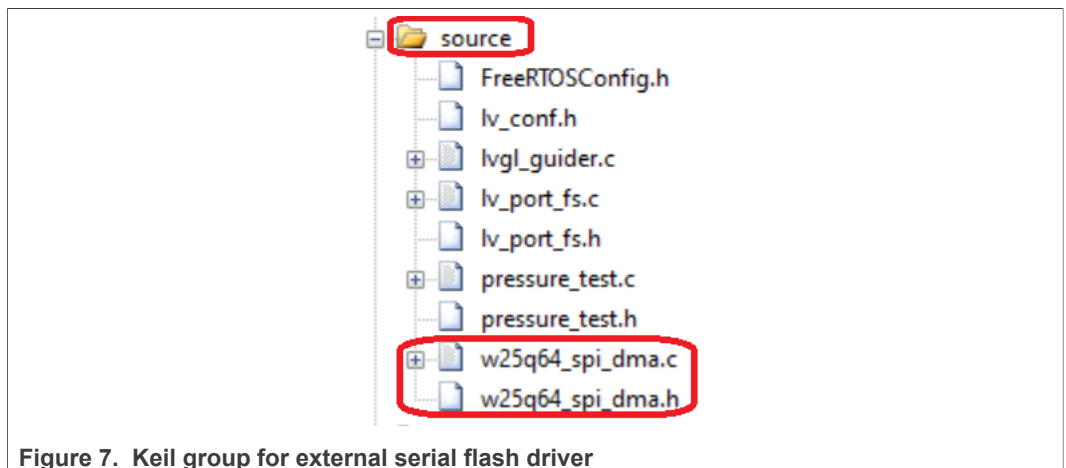 source
FreeRTOSConfig.h
lv_conf.h
lvgl_guider.c
lv_port_fs.c
lv_port_fs.h
pressure_test.c
pressure_test.h
w25q64_spi_dma.c
w25q64_spi_dma.h
Figure 7. Keil group for external serial flash driver